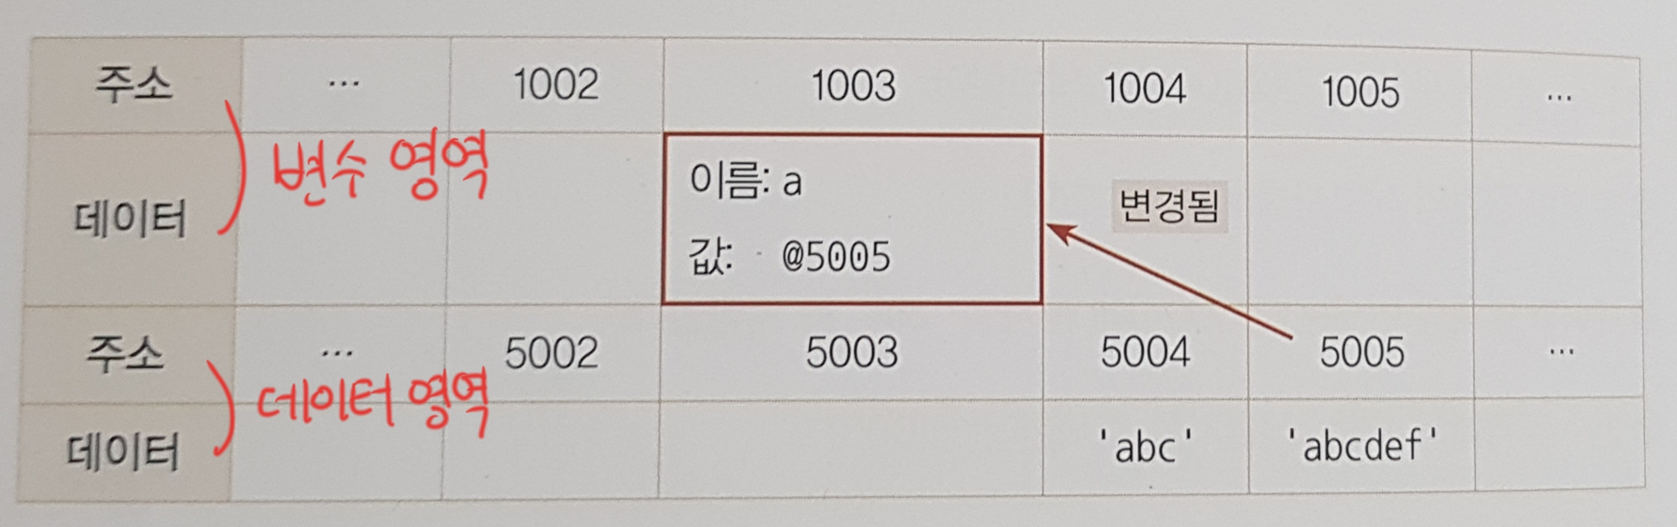 주소 … 1002 1003 1004 1005 …
변수 영역
데이터 이름: a 변경됨
값: @5005
주소 … 5002 5003 5004 5005 …
데이터 영역
데이터 'abc' 'abcdef'